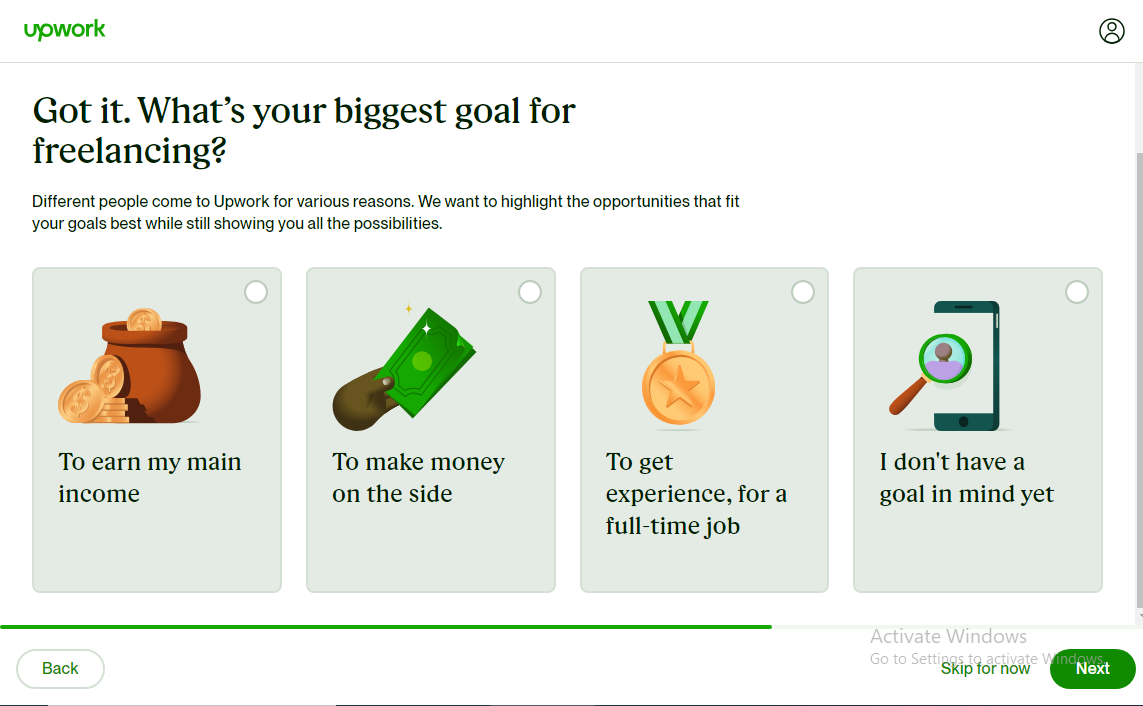 upwork
Got it. What's your biggest goal for
freelancing?
Different people come to Upwork for various reasons. We want to highlight the opportunities that fit
your goals best while still showing you all the possibilities.
To earn my main
income
To make money
on the side
To get
experience, for a
full-time job
I don't have a
goal in mind yet
Activate Windows
Go to Settings to activate Windows.
Back
Skip for now
Next